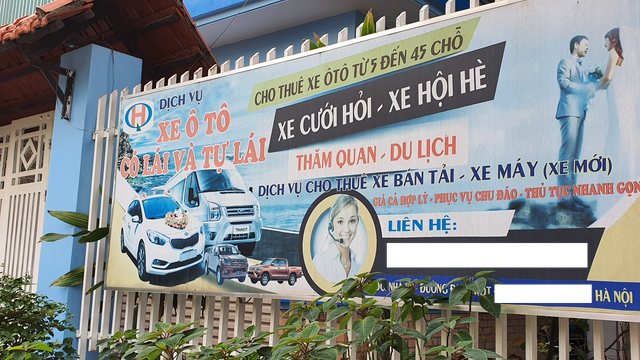 DỊCH VỤ
XE Ô TÔ
CÓ LÁI VÀ TỰ LÁI
CHO THUÊ XE ÔTÔ TỪ 5 ĐẾN 45 CHỖ
XE CƯỚI HỎI - XE HỘI HÈ
THĂM QUAN - DU LỊCH
DỊCH VỤ CHO THUÊ XE BÁN TẢI - XE MÁY (XE MỚI)
GIÁ CẢ HỢP LÝ - PHỤC VỤ CHU ĐÁO - THỦ TỤC NHANH GỌN
LIÊN HỆ:
HÀ NỘI